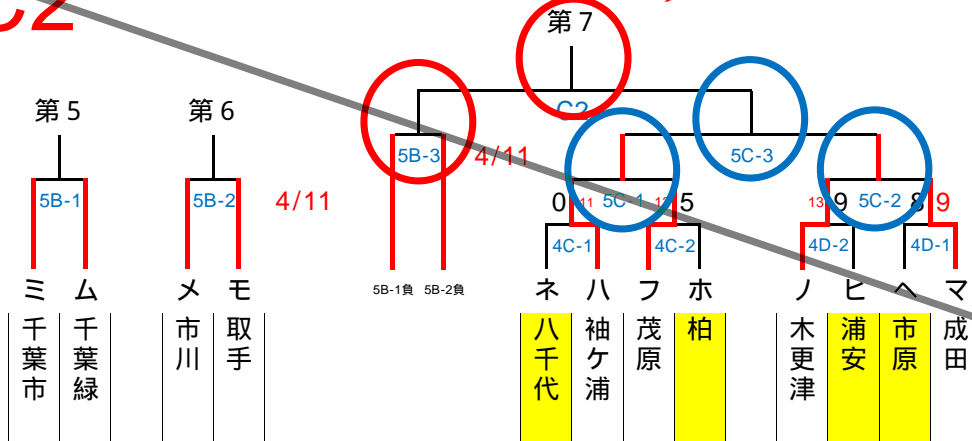 C2
第7
第5
第6
C2
5B-3
4/11
5C-3
5B-1
5B-2
4/11
0
11
5C-1
5
13
9
5C-2
8
9
4C-1
4C-2
4D-2
4D-1
5B-1負
5B-2負
ミ
ム
メ
モ
ネ
ハ
フ
ホ
ノ
ヒ
ヘ
マ
千葉市
千葉緑
市川
取手
八千代
袖ケ浦
茂原
柏
木更津
浦安
市原
成田